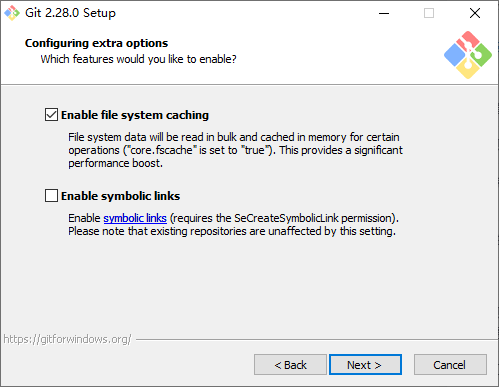 Git 2.28.0 Setup
Configuring extra options
Which features would you like to enable?
Enable file system caching
File system data will be read in bulk and cached in memory for certain
operations ("core.fscache" is set to "true"). This provides a significant
performance boost.
Enable symbolic links
Enable symbolic links (requires the SeCreateSymbolicLink permission).
Please note that existing repositories are unaffected by this setting.
https://gitforwindows.org/
< Back
Next >
Cancel